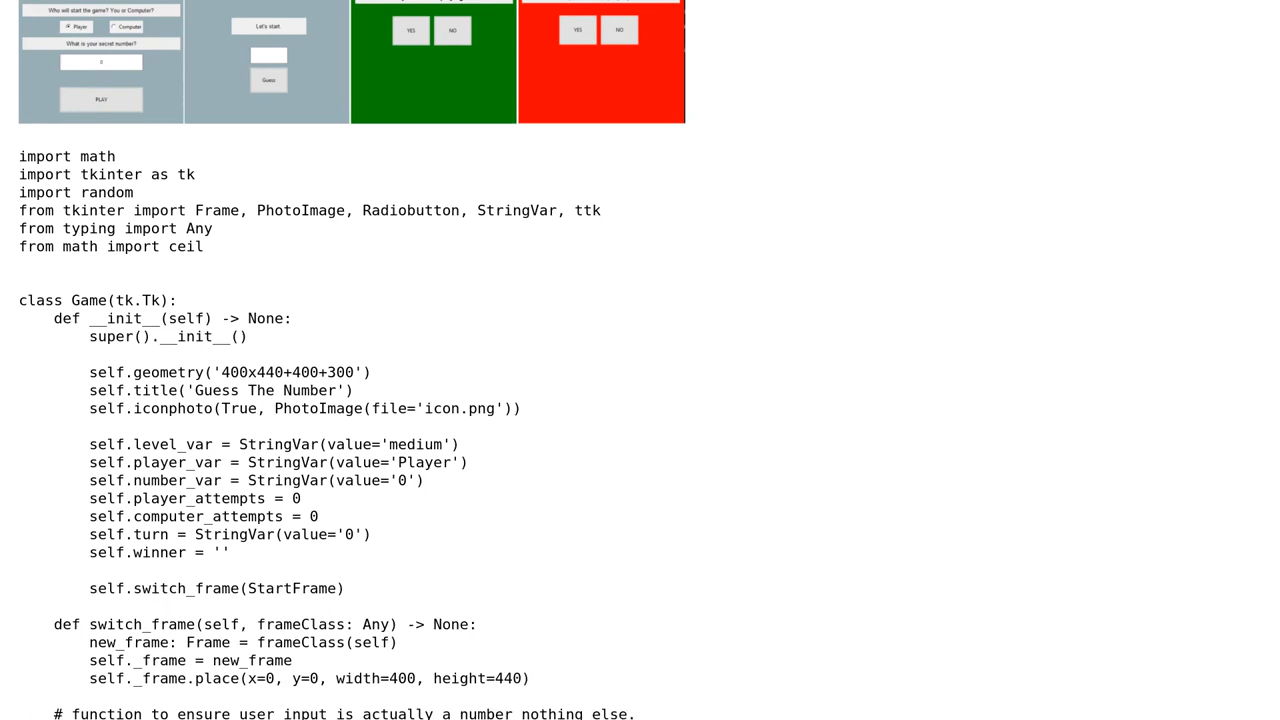 Who will start the game? You or Computer?
Player Computer
What is your secret number?
0
PLAY
Let's start.
Guess
YES NO
YES NO
import math
import tkinter as tk
import random
from tkinter import Frame, PhotoImage, Radiobutton, StringVar, ttk
from typing import Any
from math import ceil
class Game(tk.Tk):
    def __init__(self) -> None:
        super().__init__()
        self.geometry('400x440+400+300')
        self.title('Guess The Number')
        self.iconphoto(True, PhotoImage(file='icon.png'))
        self.level_var = StringVar(value='medium')
        self.player_var = StringVar(value='Player')
        self.number_var = StringVar(value='0')
        self.player_attempts = 0
        self.computer_attempts = 0
        self.turn = StringVar(value='0')
        self.winner = ''
        self.switch_frame(StartFrame)
    def switch_frame(self, frameClass: Any) -> None:
        new_frame: Frame = frameClass(self)
        self._frame = new_frame
        self._frame.place(x=0, y=0, width=400, height=440)
    # function to ensure user input is actually a number nothing else.